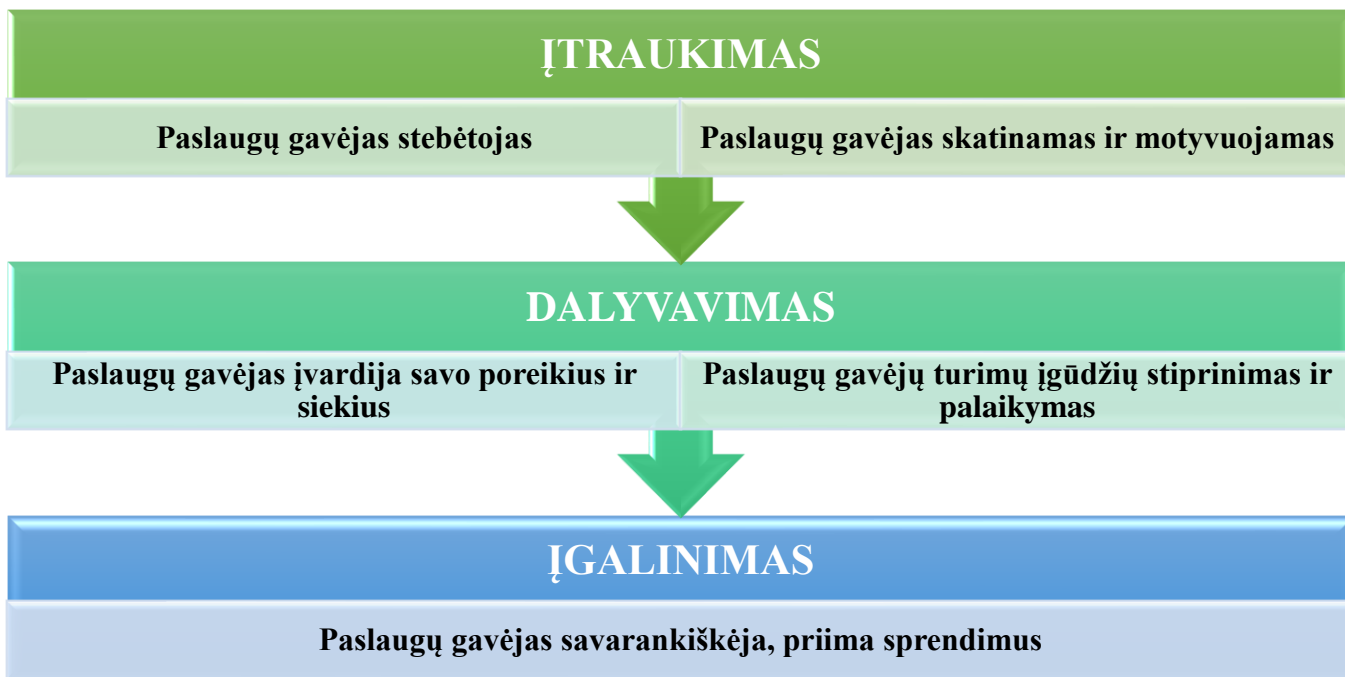 ĮTRAUKIMAS
Paslaugų gavėjas stebėtojas
Paslaugų gavėjas skatinamas ir motyvuojamas
DALYVAVIMAS
Paslaugų gavėjas įvardija savo poreikius ir
siekius
Paslaugų gavėjų turimų įgūdžių stiprinimas ir
palaikymas
ĮGALINIMAS
Paslaugų gavėjas savarankiškėja, priima sprendimus